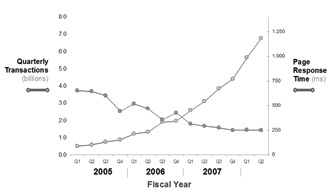 Quarterly
Transactions
(billions)
8.0
7.0
6.0
5.0
4.0
3.0
2.0
1.0
0.0
Page
Response
Time (ms)
1,250
1,000
750
500
250
0
Q1 Q2 Q3 Q4 Q1 Q2 Q3 Q4 Q1 Q2 Q3 Q4 Q1 Q2
2005 2006 2007
Fiscal Year